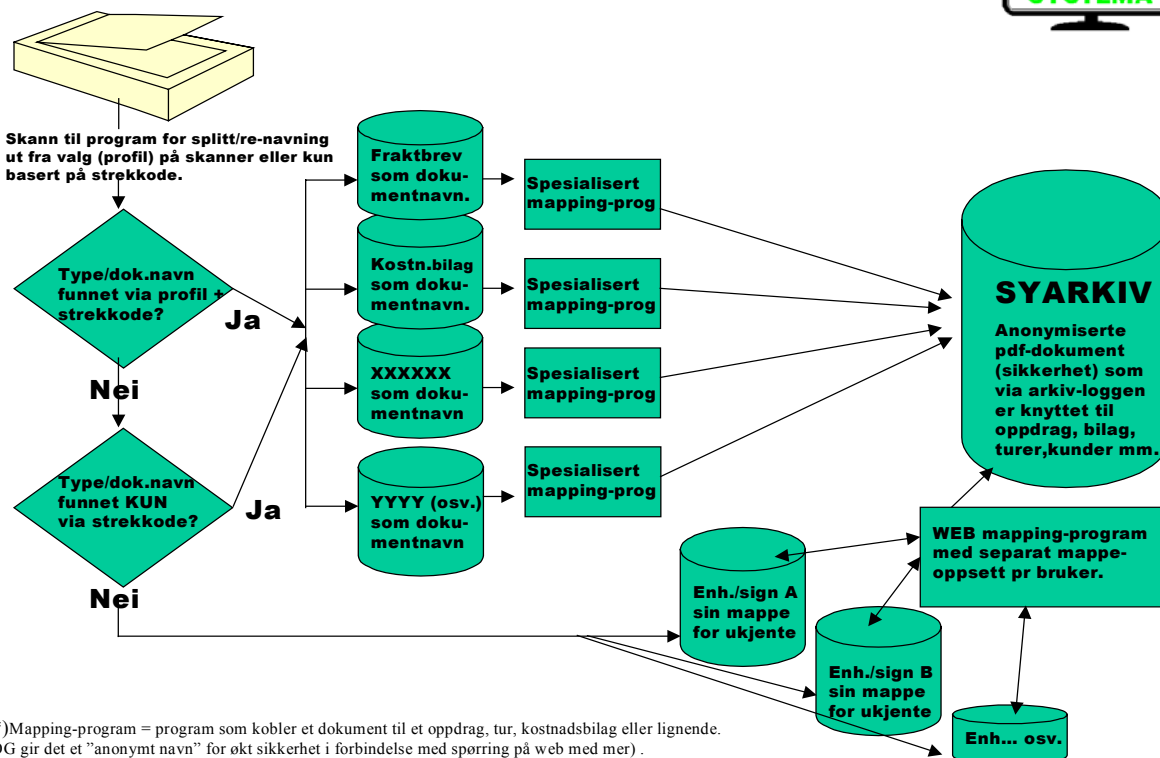 Skann til program for splitt/re-navning
ut fra valg (profil) på skanner eller kun
basert på strekkode.
Type/dok.navn
funnet via profil +
strekkode?
Ja
Nei
Type/dok.navn
funnet KUN
via strekkode?
Ja
Nei
Fraktbrev
som doku-
mentnavn.
Kostn.bilag
som doku-
mentnavn.
XXXXXX
som doku-
mentnavn
YYYY (osv.)
som doku-
mentnavn
Spesialisert
mapping-prog
Spesialisert
mapping-prog
Spesialisert
mapping-prog
Spesialisert
mapping-prog
SYARKIV
Anonymiserte
pdf-dokument
(sikkerhet) som
via arkiv-loggen
er knyttet til
oppdrag, bilag,
turer,kunder mm.
WEB mapping-program
med separat mappe-
oppsett pr bruker.
Enh./sign A
sin mappe
for ukjente
Enh./sign B
sin mappe
for ukjente
Enh... osv.
)Mapping-program = program som kobler et dokument til et oppdrag, tur, kostnadsbilag eller lignende.
OG gir det et ”anonymt navn” for økt sikkerhet i forbindelse med spørring på web med mer) .